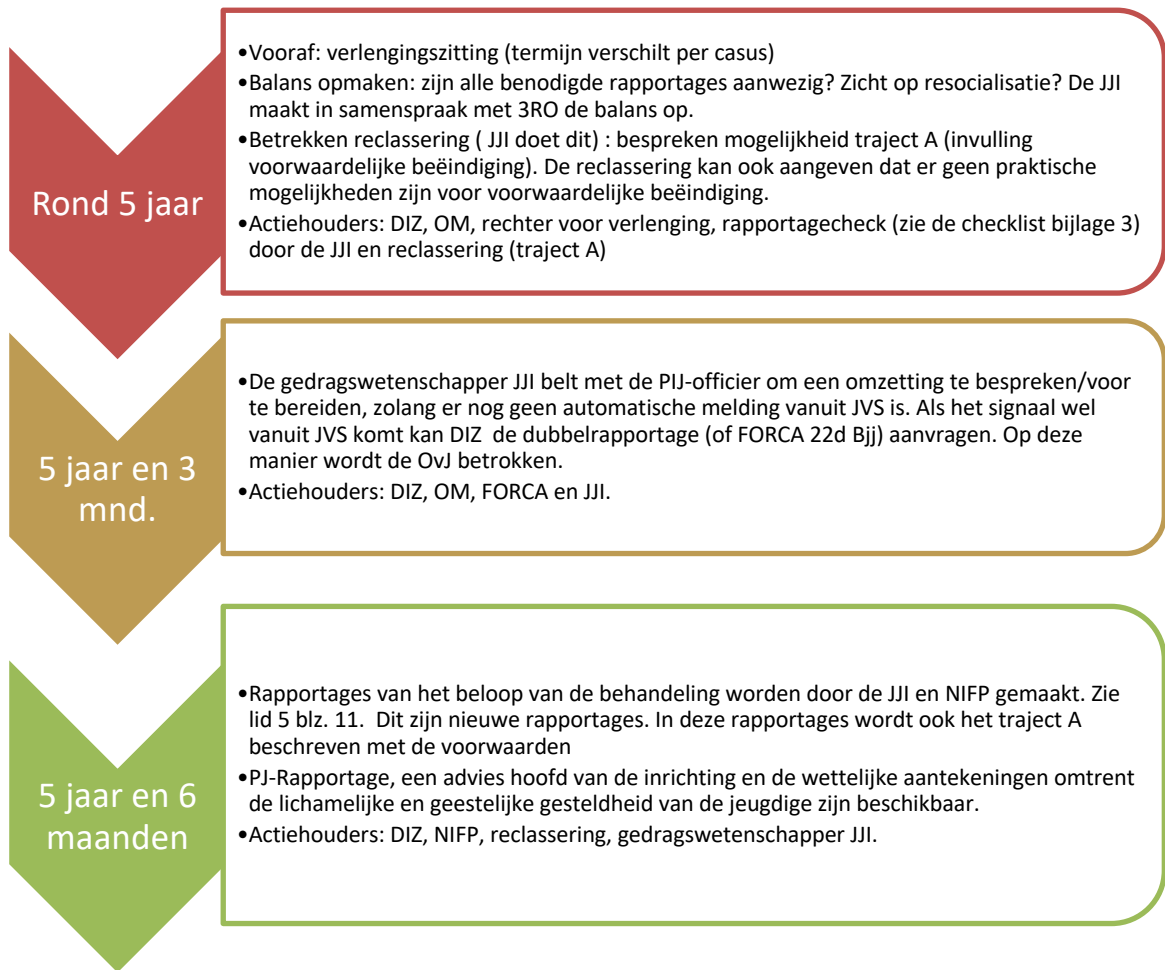 Rond 5 jaar
•Vooraf: verlengingszitting (termijn verschilt per casus)
•Balans opmaken: zijn alle benodigde rapportages aanwezig? Zicht op resocialisatie? De JJI
maakt in samenspraak met 3RO de balans op.
•Betrekken reclassering ( JJI doet dit) : bespreken mogelijkheid traject A (invulling
voorwaardelijke beëindiging). De reclassering kan ook aangeven dat er geen praktische
mogelijkheden zijn voor voorwaardelijke beëindiging.
•Actiehouders: DIZ, OM, rechter voor verlenging, rapportagecheck (zie de checklist bijlage 3)
door de JJI en reclassering (traject A)
5 jaar en 3
mnd.
•De gedragswetenschapper JJI belt met de PIJ-officier om een omzetting te bespreken/voor
te bereiden, zolang er nog geen automatische melding vanuit JVS is. Als het signaal wel
vanuit JVS komt kan DIZ  de dubbelrapportage (of FORCA 22d Bjj) aanvragen. Op deze
manier wordt de OvJ betrokken.
•Actiehouders: DIZ, OM, FORCA en JJI.
5 jaar en 6
maanden
•Rapportages van het beloop van de behandeling worden door de JJI en NIFP gemaakt. Zie
lid 5 blz. 11.  Dit zijn nieuwe rapportages. In deze rapportages wordt ook het traject A
beschreven met de voorwaarden
•PJ-Rapportage, een advies hoofd van de inrichting en de wettelijke aantekeningen omtrent
de lichamelijke en geestelijke gesteldheid van de jeugdige zijn beschikbaar.
•Actiehouders: DIZ, NIFP, reclassering, gedragswetenschapper JJI.